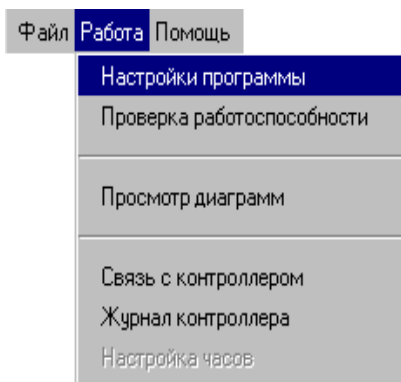 Файл Работа Помощь
Настройки программы
Проверка работоспособности
Просмотр диаграмм
Связь с контроллером
Журнал контроллера
Настройка часов